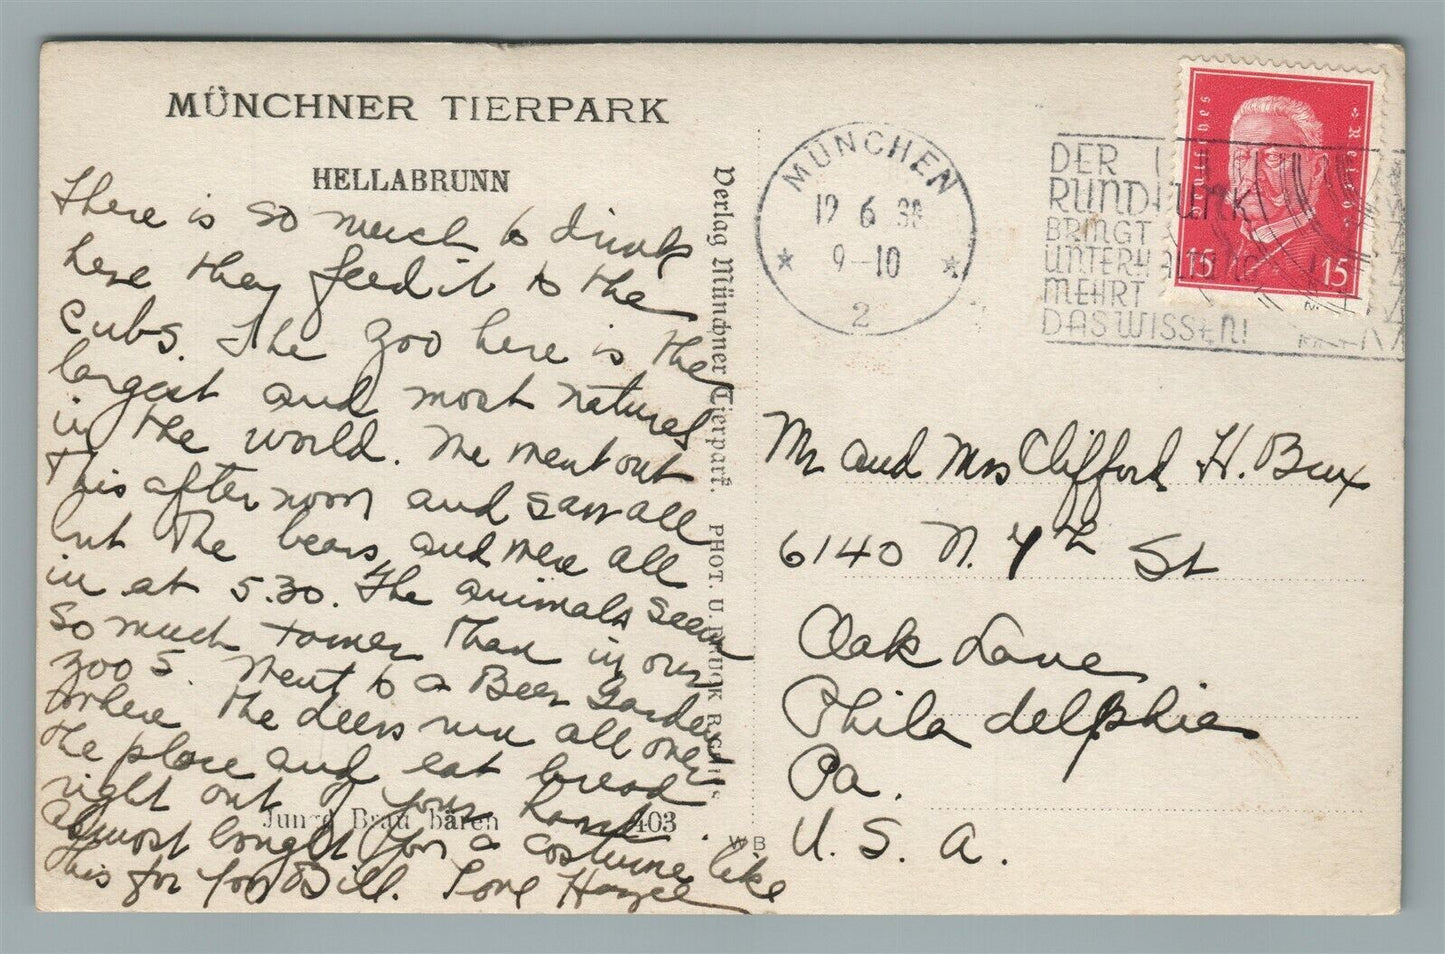 MÜNCHNER TIERPARK
HELLABRUNN
There is so much to drink
here they feed it to the
cubs. The zoo here is the
largest and most natural
in the world. We went out
this afternoon and saw all
but the bears, and were all
in at 5.30. The animals seem
so much tamer than in our
zoos. Went to a Beer Garden
where the deers run all over
the place and eat bread
right out of your hand.
almost bought for a costume like
this for you Bill. Love Hazel
Junge Braubären 403
WB
Verlag Münchner Tierpark. PHOT. U. DRUCK
MÜNCHEN
12 6 30
9-10
2
DER
RUNDFUNK
BRINGT
UNTERHALTUNG
MEHRT
DAS WISSEN!
Deutsches Reich
15 15
Mr and Mrs Clifford H. Bux
6140 N. 4th St
Oak Lane
Philadelphia
Pa.
U. S. A.